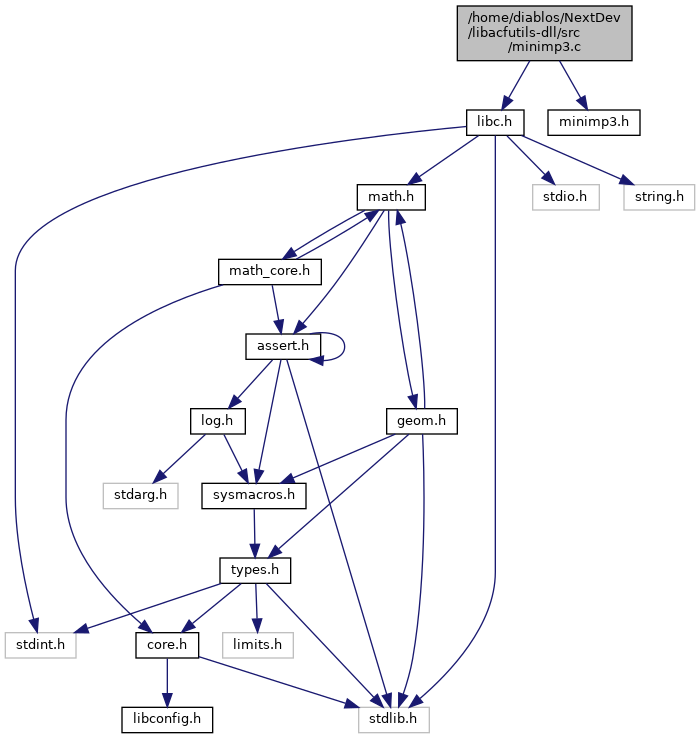 /home/diablos/NextDev
/libacfutils-dll/src
/minimp3.c
libc.h
minimp3.h
math.h
stdio.h
string.h
math_core.h
assert.h
log.h
geom.h
stdarg.h
sysmacros.h
types.h
stdint.h
core.h
limits.h
libconfig.h
stdlib.h